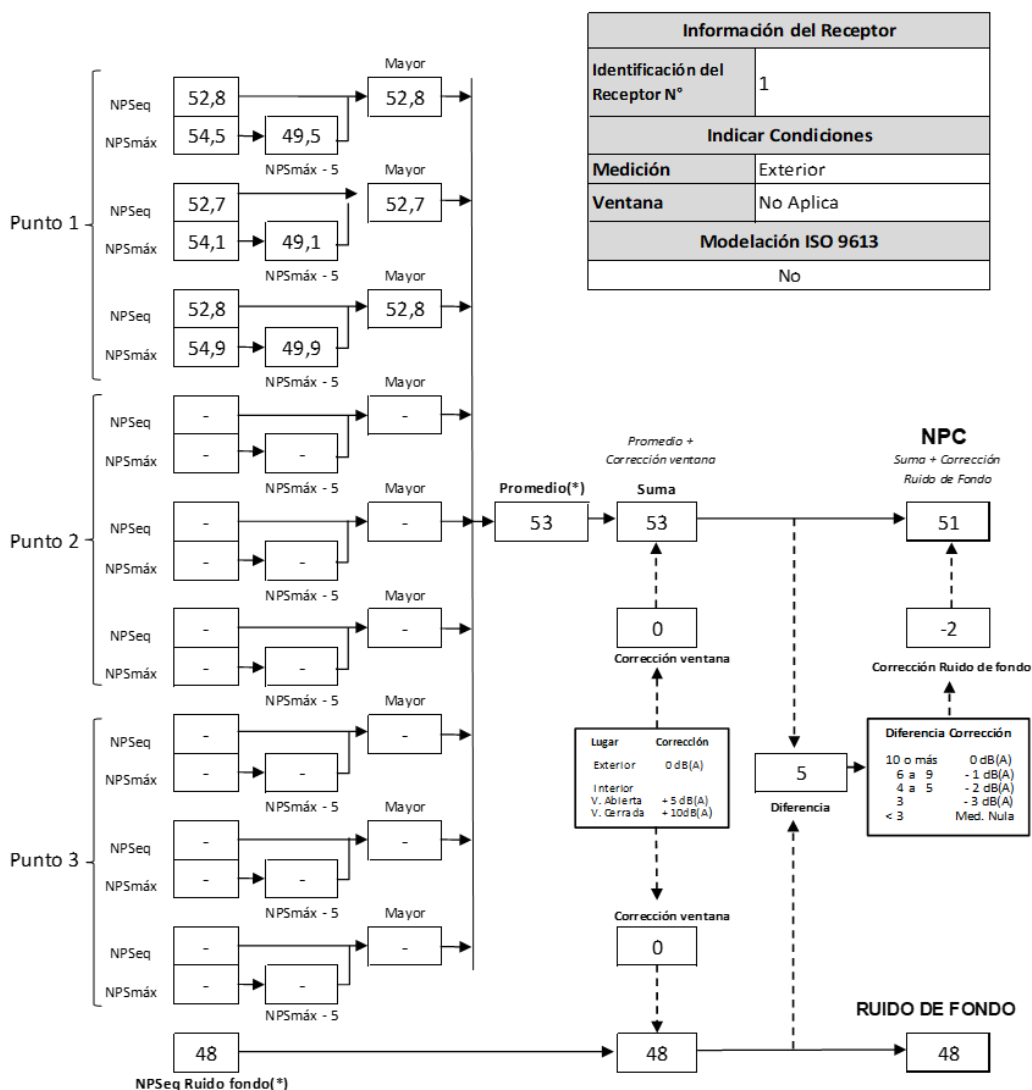 Información del Receptor
Identificación del Receptor N° 1
Indicar Condiciones
Medición Exterior
Ventana No Aplica
Modelación ISO 9613
No
Punto 1
Mayor
NPSeq 52,8 52,8
NPSmáx 54,5 49,5
NPSmáx - 5
Mayor
NPSeq 52,7 52,7
NPSmáx 54,1 49,1
NPSmáx - 5
Mayor
NPSeq 52,8 52,8
NPSmáx 54,9 49,9
NPSmáx - 5
Punto 2
Mayor
NPSeq - -
NPSmáx - -
NPSmáx - 5
Mayor
NPSeq - -
NPSmáx - -
NPSmáx - 5
Mayor
NPSeq - -
NPSmáx - -
NPSmáx - 5
Punto 3
Mayor
NPSeq - -
NPSmáx - -
NPSmáx - 5
Mayor
NPSeq - -
NPSmáx - -
NPSmáx - 5
Mayor
NPSeq - -
NPSmáx - -
NPSmáx - 5
Promedio(*)
53
Promedio +
Corrección ventana
Suma
53
0
Corrección ventana
Lugar Corrección
Exterior 0 dB(A)
Interior
V. Abierta + 5 dB(A)
V. Cerrada + 10dB(A)
Corrección ventana
0
NPC
Suma + Corrección
Ruido de Fondo
51
-2
Corrección Ruido de fondo
Diferencia Corrección
10 o más 0 dB(A)
6 a 9 - 1 dB(A)
4 a 5 - 2 dB(A)
3 - 3 dB(A)
< 3 Med. Nula
5
Diferencia
RUIDO DE FONDO
48 48 48
NPSeq Ruido fondo(*)